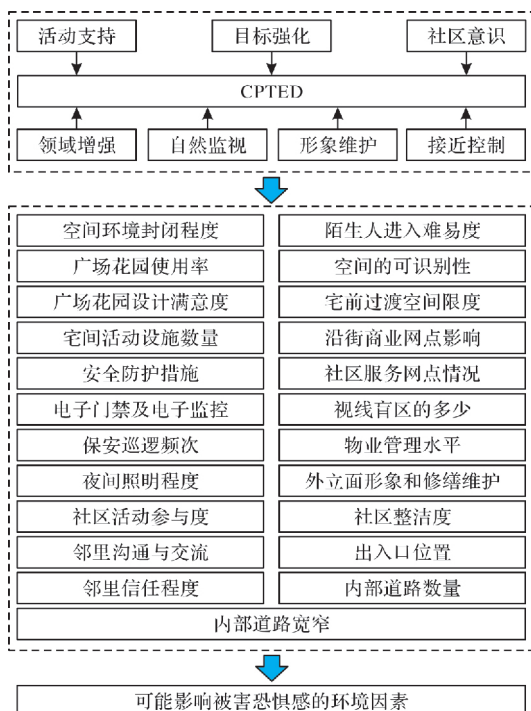 活动支持 目标强化 社区意识
CPTED
领域增强 自然监视 形象维护 接近控制
空间环境封闭程度 陌生人进入难易度
广场花园使用率 空间的可识别性
广场花园设计满意度 宅前过渡空间限度
宅间活动设施数量 沿街商业网点影响
安全防护措施 社区服务网点情况
电子门禁及电子监控 视线盲区的多少
保安巡逻频次 物业管理水平
夜间照明程度 外立面形象和修缮维护
社区活动参与度 社区整洁度
邻里沟通与交流 出入口位置
邻里信任程度 内部道路数量
内部道路宽窄
可能影响被害恐惧感的环境因素